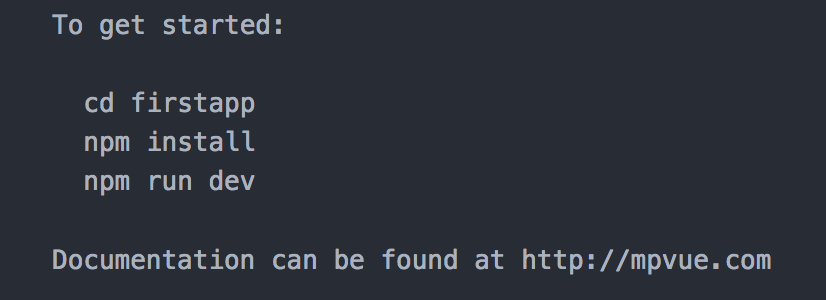 To get started:
cd firstapp
npm install
npm run dev
Documentation can be found at http://mpvue.com